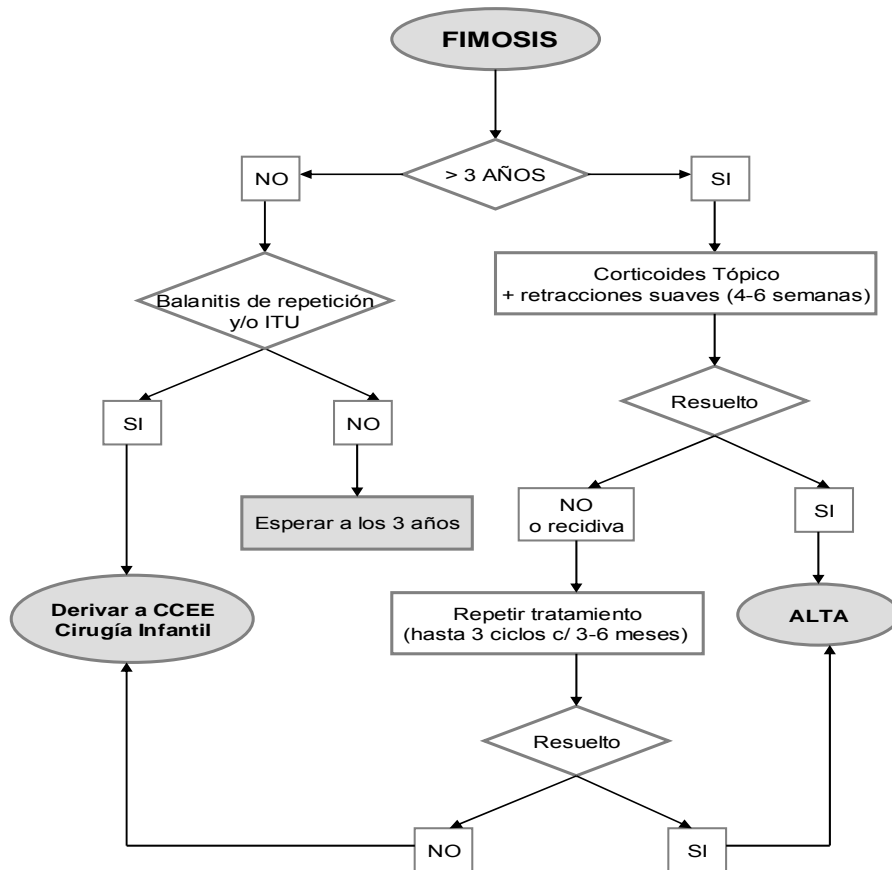 FIMOSIS
> 3 AÑOS
NO
SI
Balanitis de repetición
y/o ITU
Corticoides Tópico
+ retracciones suaves (4-6 semanas)
SI
NO
Resuelto
Esperar a los 3 años
NO
o recidiva
SI
Derivar a CCEE
Cirugía Infantil
Repetir tratamiento
(hasta 3 ciclos c/ 3-6 meses)
ALTA
Resuelto
NO
SI